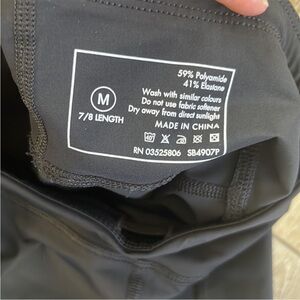 M
7/8 LENGTH
59% Polyamide
41% Elastane
Wash with similar colours
Do not use fabric softener
Dry away from direct sunlight
MADE IN CHINA
40
RN 03525806 SB4907P